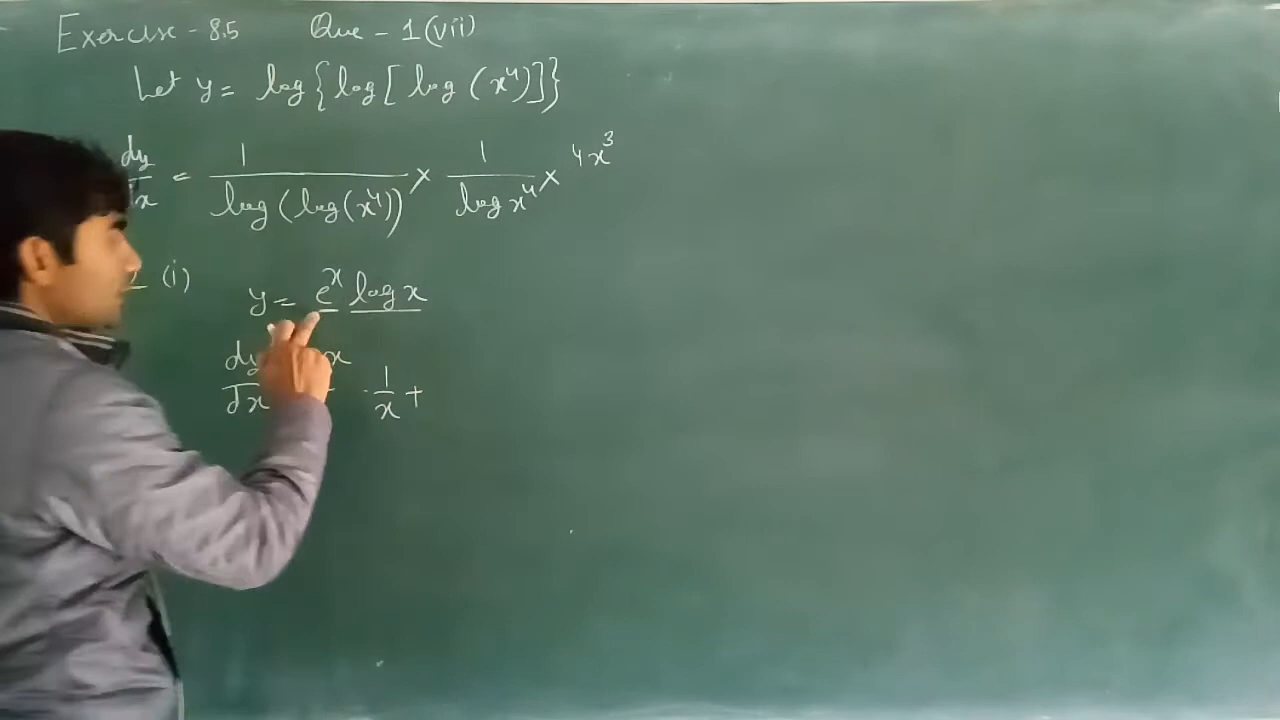 Exercise - 8.5 Que - 1(vii)
Let y = log{log[log(x⁴)]}
dy/dx = 1/log(log(x⁴)) × 1/log x⁴ × 4x³
(i) y = eˣ log x
dy/dx x · 1/x +